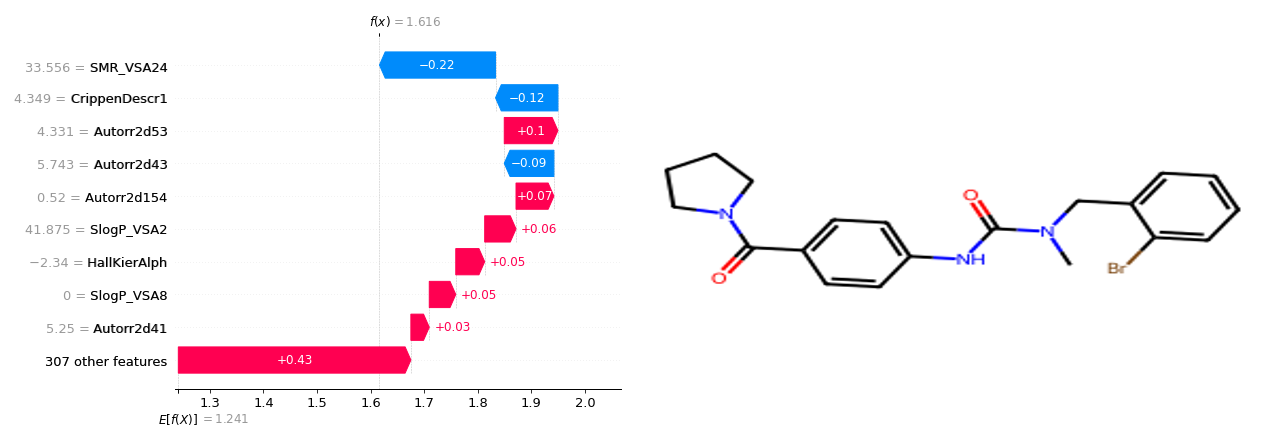 f(x) = 1.616
33.556 = SMR_VSA24
−0.22
4.349 = CrippenDescr1
−0.12
4.331 = Autorr2d53
+0.1
5.743 = Autorr2d43
−0.09
0.52 = Autorr2d154
+0.07
41.875 = SlogP_VSA2
+0.06
−2.34 = HallKierAlph
+0.05
0 = SlogP_VSA8
+0.05
5.25 = Autorr2d41
+0.03
307 other features
+0.43
1.3 1.4 1.5 1.6 1.7 1.8 1.9 2.0
E[f(X)] = 1.241
N
O
NH
O
N
Br